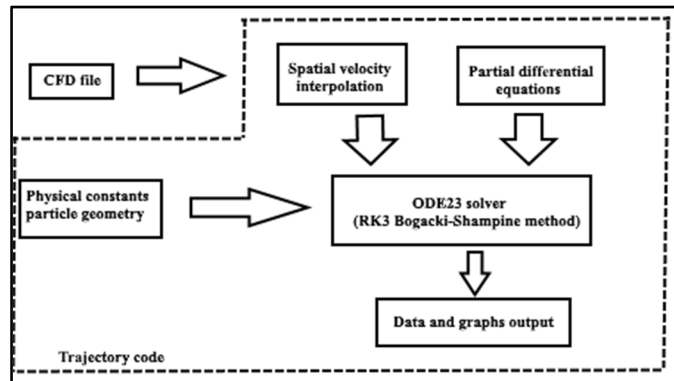 CFD file
Spatial velocity
interpolation
Partial differential
equations
Physical constants
particle geometry
ODE23 solver
(RK3 Bogacki-Shampine method)
Data and graphs output
Trajectory code